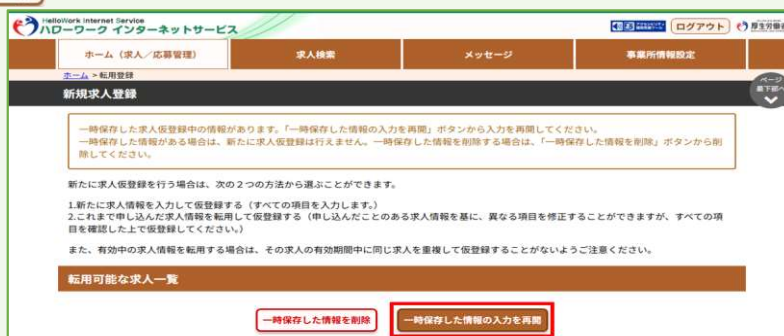 HelloWork Internet Service
ハローワーク インターネットサービス
ログアウト
厚生労働省
ホーム（求人／応募管理）
求人検索
メッセージ
事業所情報設定
ホーム > 転用登録
ページ
最下部へ
新規求人登録
一時保存した求人仮登録中の情報があります。「一時保存した情報の入力を再開」ボタンから入力を再開してください。
一時保存した情報がある場合は、新たに求人仮登録は行えません。一時保存した情報を削除する場合は、「一時保存した情報を削除」ボタンから削
除してください。
新たに求人仮登録を行う場合は、次の２つの方法から選ぶことができます。
1.新たに求人情報を入力して仮登録する（すべての項目を入力します。）
2.これまで申し込んだ求人情報を転用して仮登録する（申し込んだことのある求人情報を基に、異なる項目を修正することができますが、すべての項
目を確認した上で仮登録してください。）
また、有効中の求人情報を転用する場合は、その求人の有効期間中に同じ求人を重複して仮登録することがないようご注意ください。
転用可能な求人一覧
一時保存した情報を削除
一時保存した情報の入力を再開